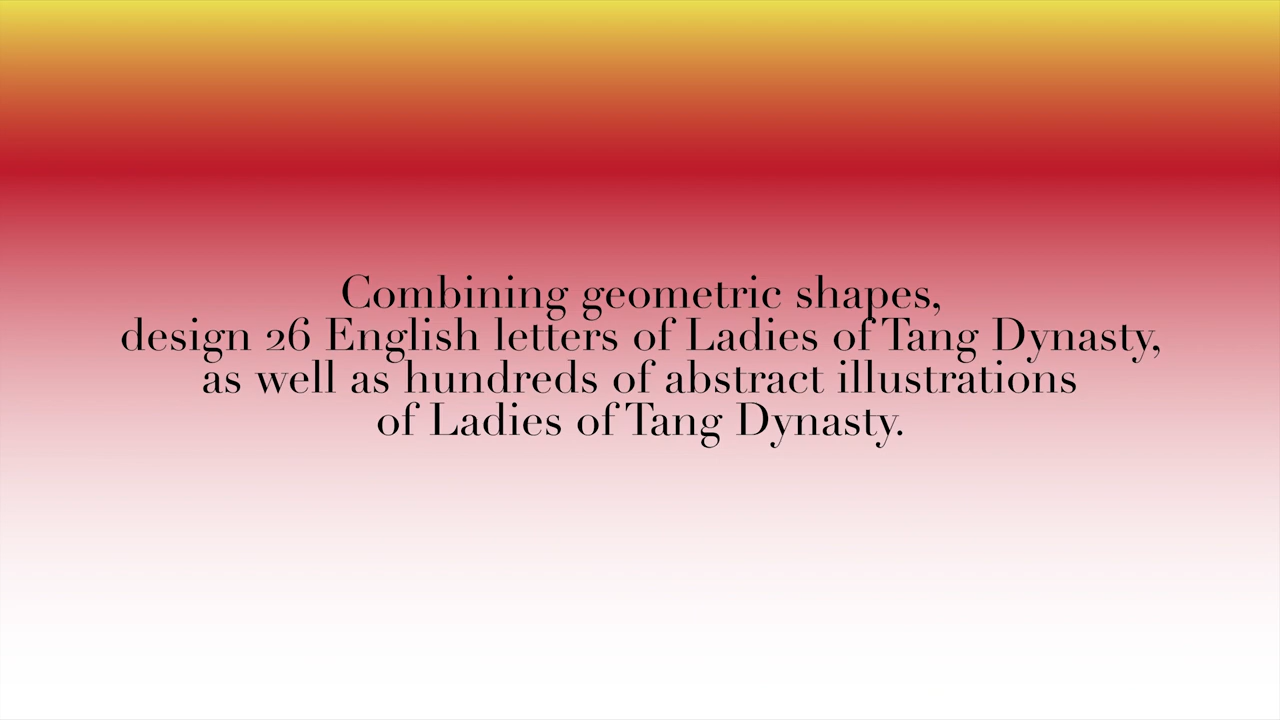 Combining geometric shapes,
design 26 English letters of Ladies of Tang Dynasty,
as well as hundreds of abstract illustrations
of Ladies of Tang Dynasty.